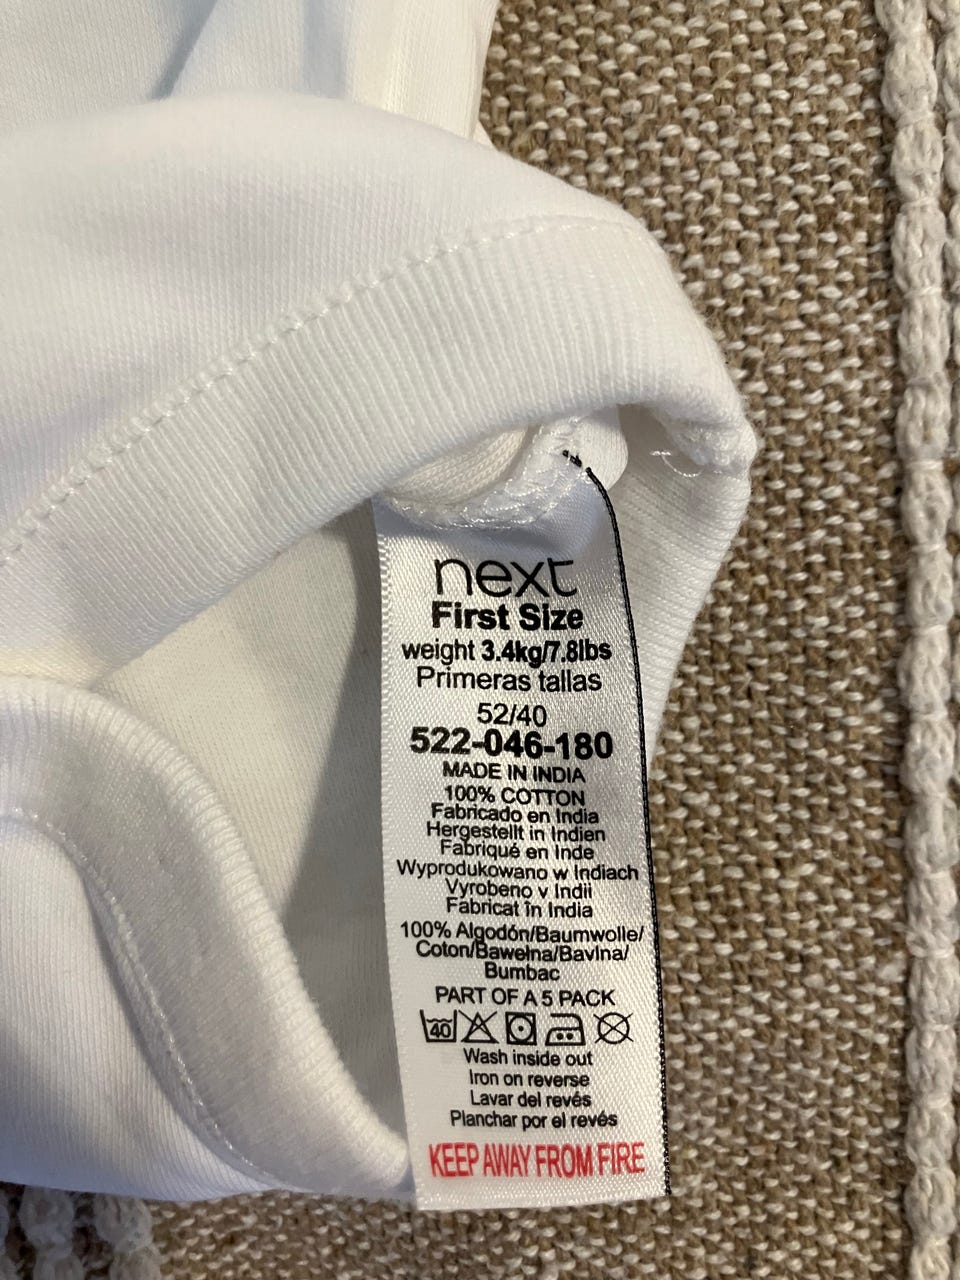 next
First Size
weight 3.4kg/7.8lbs
Primeras tallas
52/40
522-046-180
MADE IN INDIA
100% COTTON
Fabricado en India
Hergestellt in Indien
Fabriqué en Inde
Wyprodukowano w Indiach
Vyrobeno v Indii
Fabricat în India
100% Algodón/Baumwolle/
Coton/Bawełna/Bavlna/
Bumbac
PART OF A 5 PACK
40
Wash inside out
Iron on reverse
Lavar del revés
Planchar por el revés
KEEP AWAY FROM FIRE